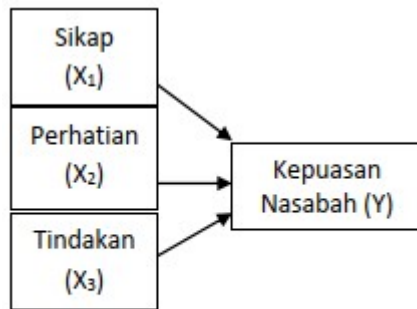 Sikap
(X₁)
Perhatian
(X₂)
Tindakan
(X₃)
Kepuasan
Nasabah (Y)